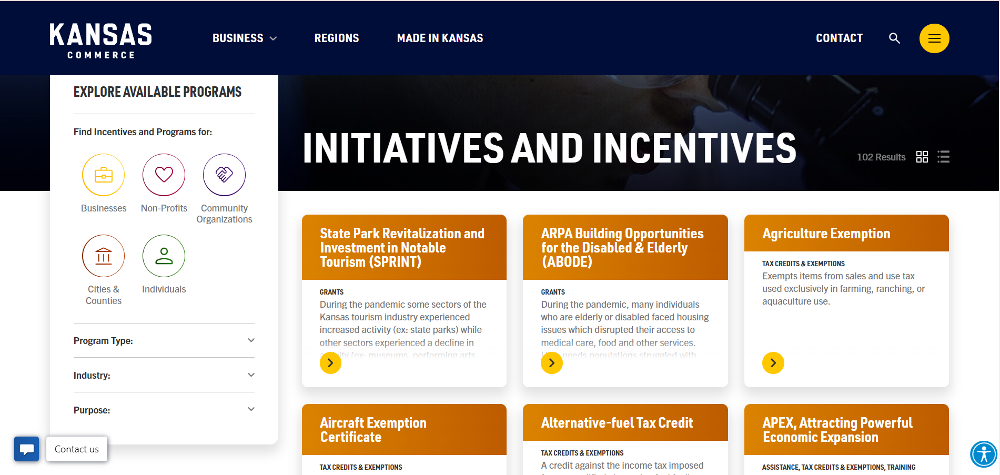 KANSAS
COMMERCE
BUSINESS
REGIONS
MADE IN KANSAS
CONTACT
EXPLORE AVAILABLE PROGRAMS
Find Incentives and Programs for:
Businesses
Non-Profits
Community
Organizations
Cities &
Counties
Individuals
Program Type:
Industry:
Purpose:
Contact us
INITIATIVES AND INCENTIVES
102 Results
State Park Revitalization and
Investment in Notable
Tourism (SPRINT)
GRANTS
During the pandemic some sectors of the
Kansas tourism industry experienced
increased activity (ex: state parks) while
other sectors experienced a decline in
(ex: museums, performing arts
ARPA Building Opportunities
for the Disabled & Elderly
(ABODE)
GRANTS
During the pandemic, many individuals
who are elderly or disabled faced housing
issues which disrupted their access to
medical care, food and other services.
needs populations struggled with
Agriculture Exemption
TAX CREDITS & EXEMPTIONS
Exempts items from sales and use tax
used exclusively in farming, ranching, or
aquaculture use.
Aircraft Exemption
Certificate
TAX CREDITS & EXEMPTIONS
Alternative-fuel Tax Credit
TAX CREDITS & EXEMPTIONS
A credit against the income tax imposed
APEX, Attracting Powerful
Economic Expansion
ASSISTANCE, TAX CREDITS & EXEMPTIONS, TRAINING